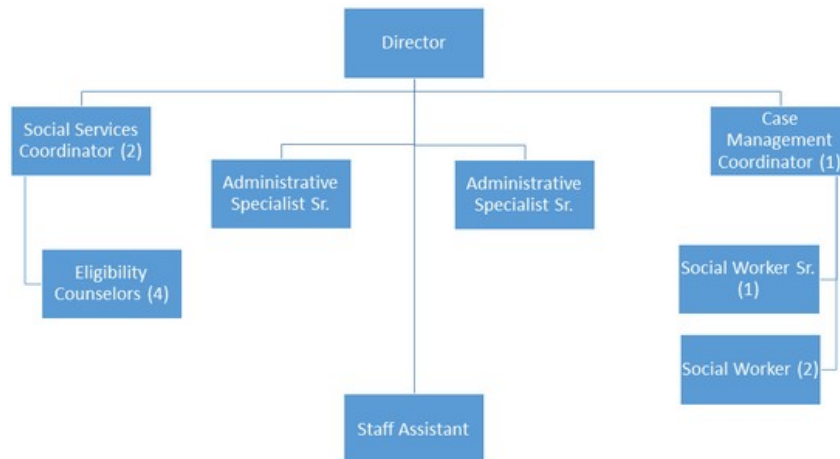 Director
Social Services
Coordinator (2)
Case
Management
Coordinator (1)
Administrative
Specialist Sr.
Administrative
Specialist Sr.
Eligibility
Counselors (4)
Social Worker Sr.
(1)
Social Worker (2)
Staff Assistant